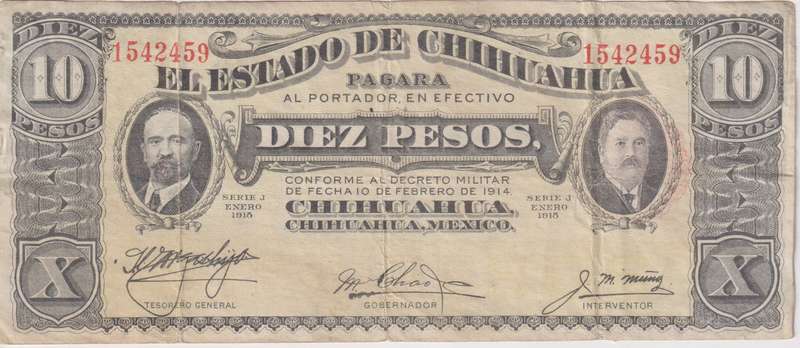 DIEZ
10
PESOS
1542459
1542459
DIEZ
10
PESOS
EL ESTADO DE CHIHUAHUA
PAGARA
AL PORTADOR, EN EFECTIVO
DIEZ PESOS,
CONFORME AL DECRETO MILITAR
DE FECHA 10 DE FEBRERO DE 1914.
SERIE J
ENERO
1915
SERIE J
ENERO
1915
CHIHUAHUA,
CHIHUAHUA, MEXICO.
X
X
M. Chao
J. M. Muñz
TESORERO GENERAL
GOBERNADOR
INTERVENTOR